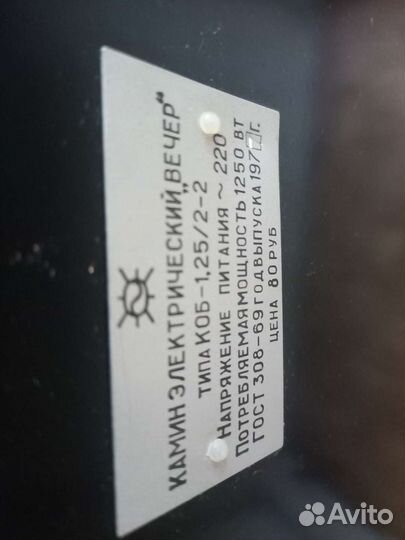 КАМИН ЭЛЕКТРИЧЕСКИЙ „ВЕЧЕР"
ТИПА КОБ-1,25/2-2
НАПРЯЖЕНИЕ ПИТАНИЯ ~ 220
ПОТРЕБЛЯЕМАЯ МОЩНОСТЬ 1250 ВТ
ГОСТ 308-69 ГОД ВЫПУСКА 197 Г.
ЦЕНА 80 РУБ
Avito